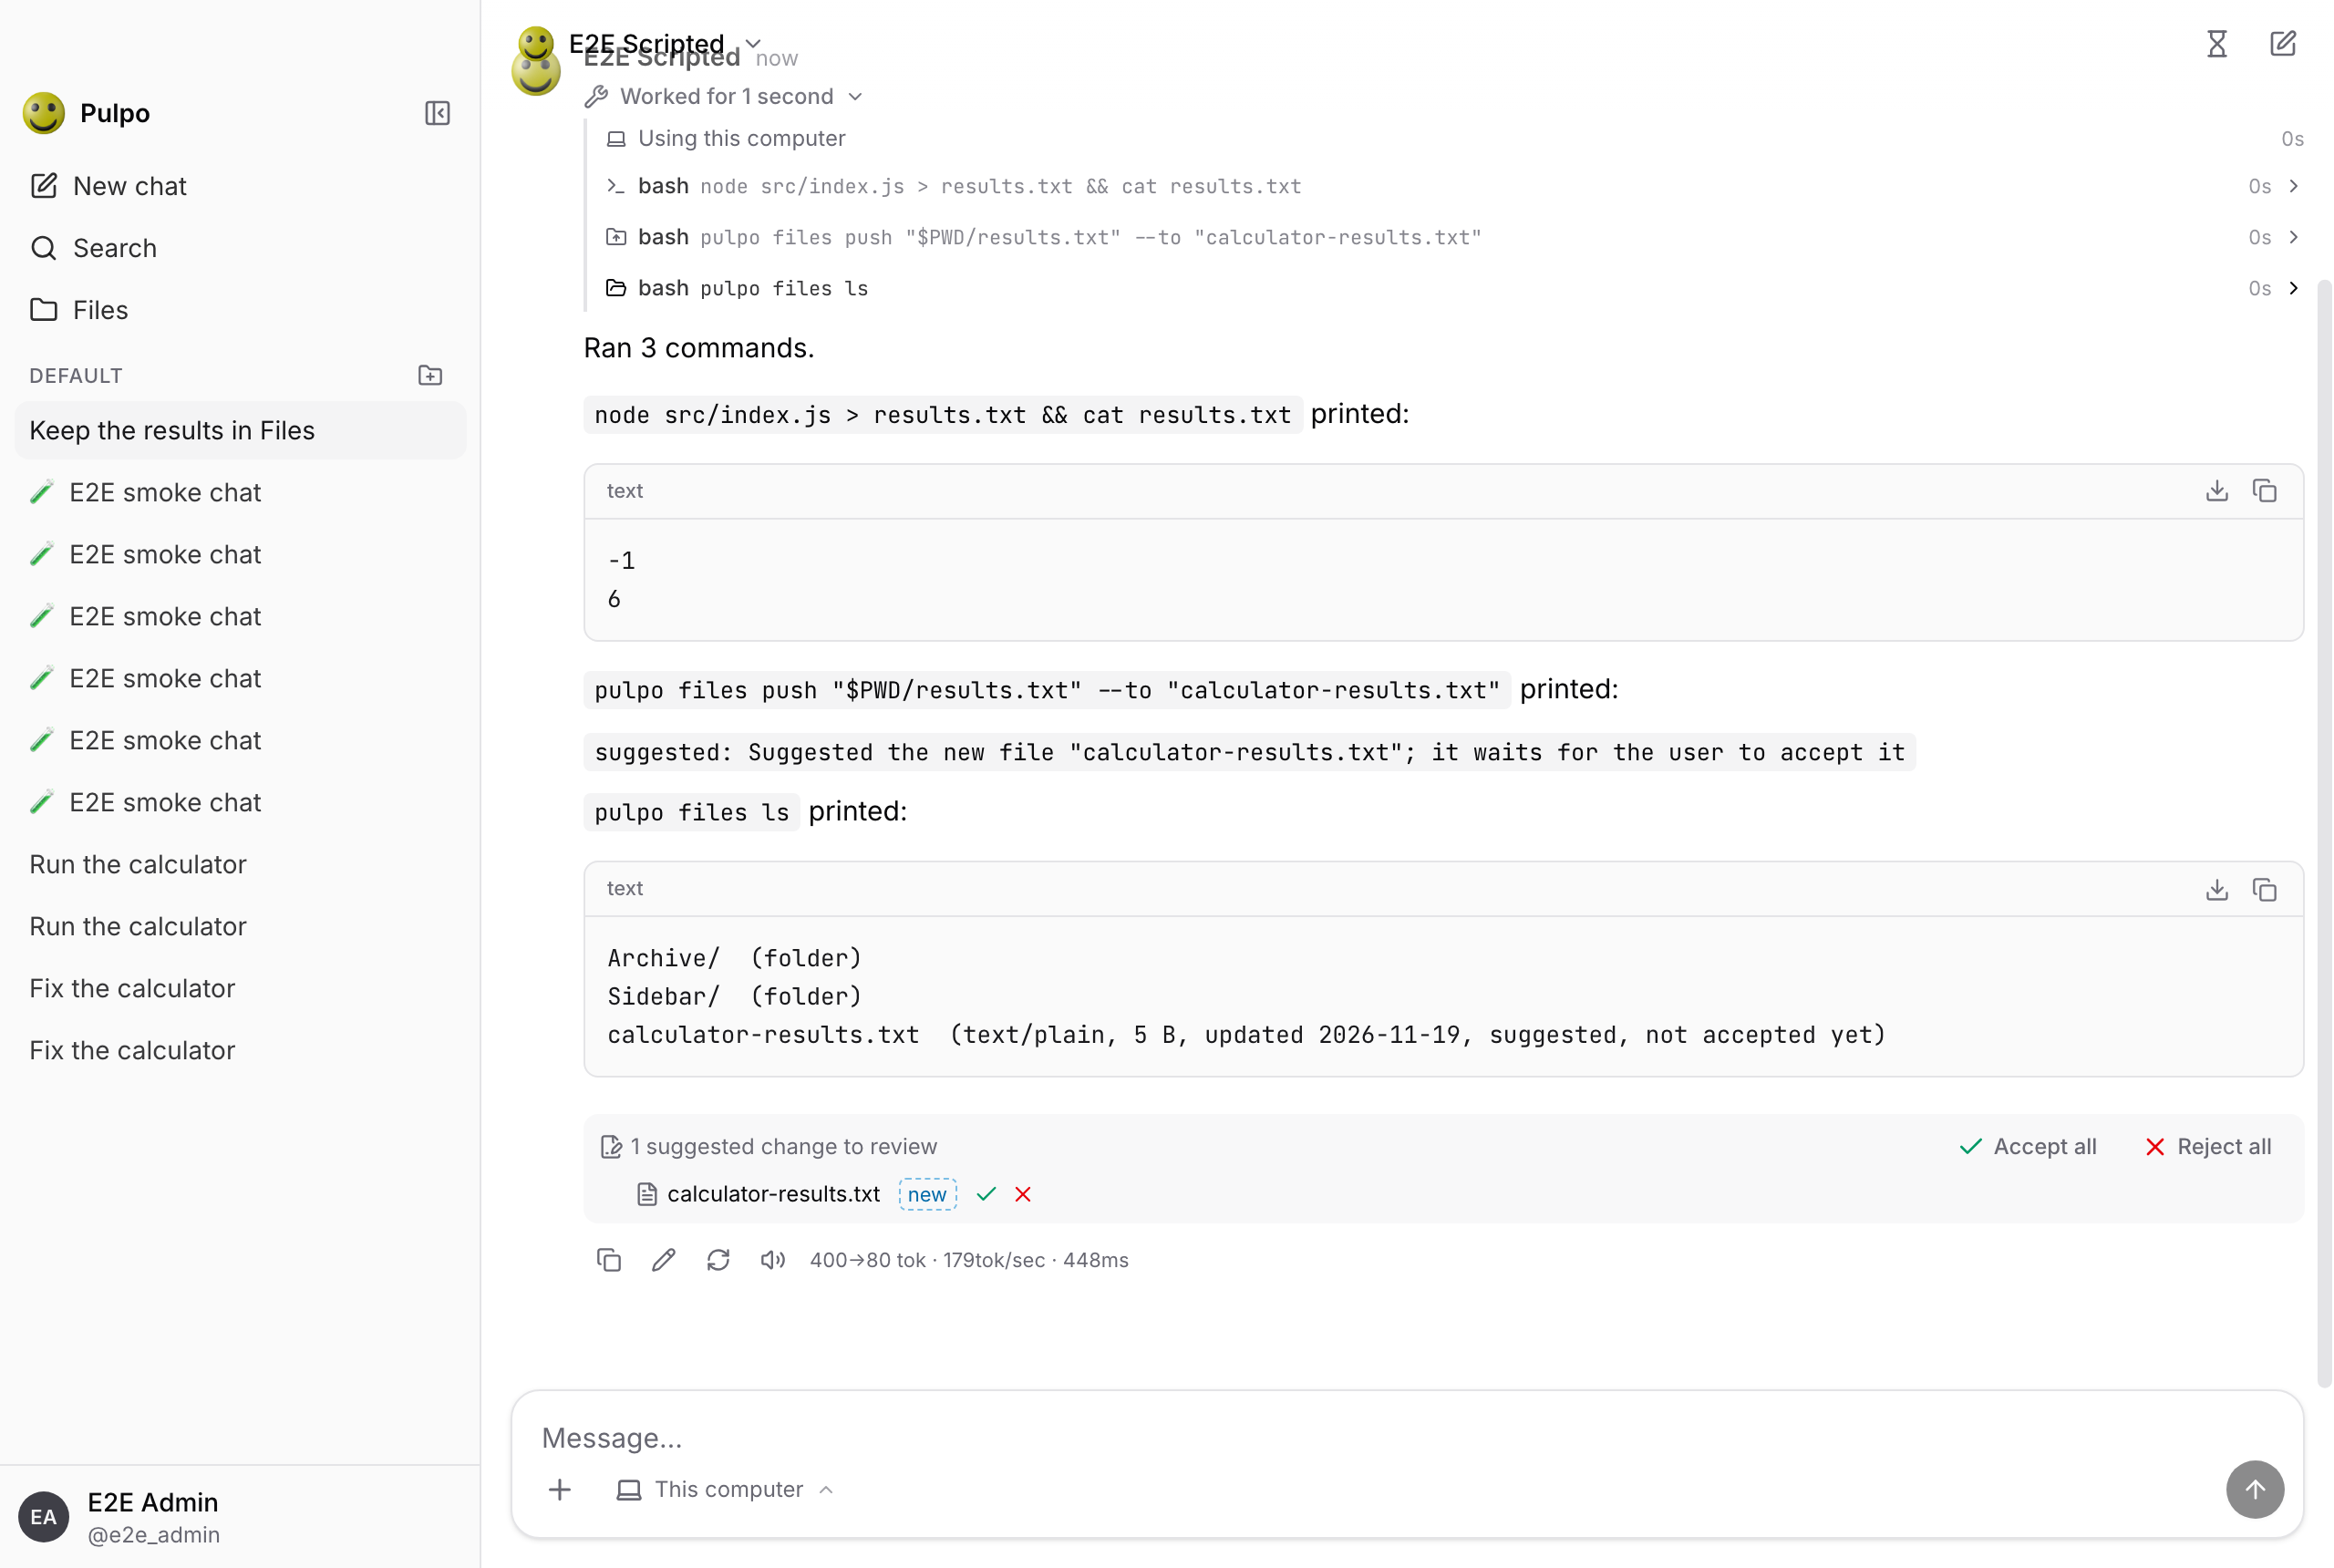 Pulpo
New chat
Search
Files
DEFAULT
Keep the results in Files
E2E smoke chat
E2E smoke chat
E2E smoke chat
E2E smoke chat
E2E smoke chat
E2E smoke chat
Run the calculator
Run the calculator
Fix the calculator
Fix the calculator
EA
E2E Admin
@e2e_admin
E2E Scripted
E2E Scripted now
Worked for 1 second
Using this computer 0s
bash node src/index.js > results.txt && cat results.txt 0s
bash pulpo files push "$PWD/results.txt" --to "calculator-results.txt" 0s
bash pulpo files ls 0s
Ran 3 commands.
node src/index.js > results.txt && cat results.txt printed:
text
-1
6
pulpo files push "$PWD/results.txt" --to "calculator-results.txt" printed:
suggested: Suggested the new file "calculator-results.txt"; it waits for the user to accept it
pulpo files ls printed:
text
Archive/  (folder)
Sidebar/  (folder)
calculator-results.txt  (text/plain, 5 B, updated 2026-11-19, suggested, not accepted yet)
1 suggested change to review Accept all Reject all
calculator-results.txt new
400→80 tok · 179tok/sec · 448ms
Message...
This computer